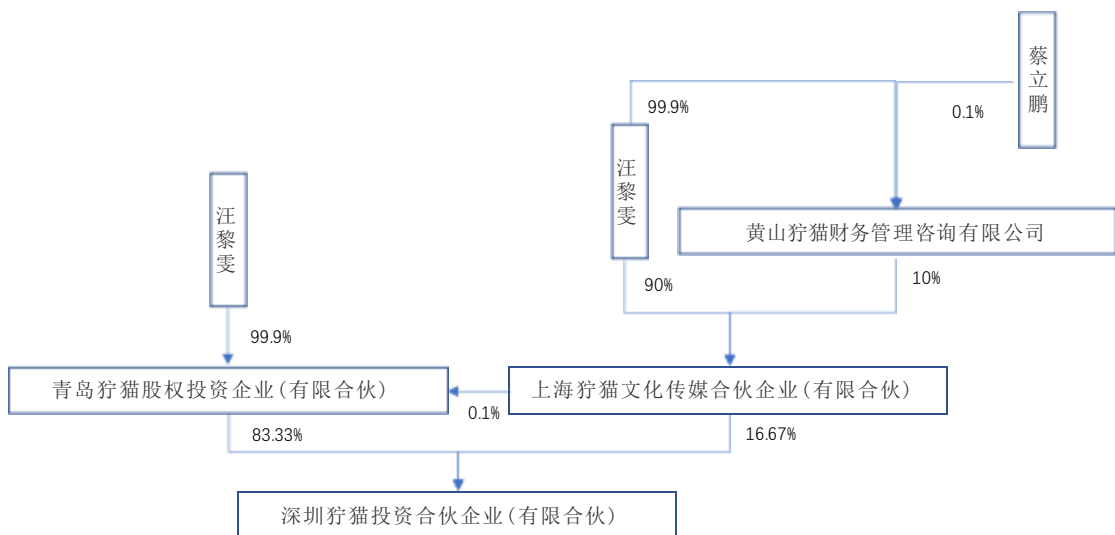 蔡立鹏
99.9%
0.1%
汪黎雯
汪黎雯
黄山狞猫财务管理咨询有限公司
90%
10%
99.9%
青岛狞猫股权投资企业(有限合伙)
上海狞猫文化传媒合伙企业(有限合伙)
0.1%
83.33%
16.67%
深圳狞猫投资合伙企业(有限合伙)